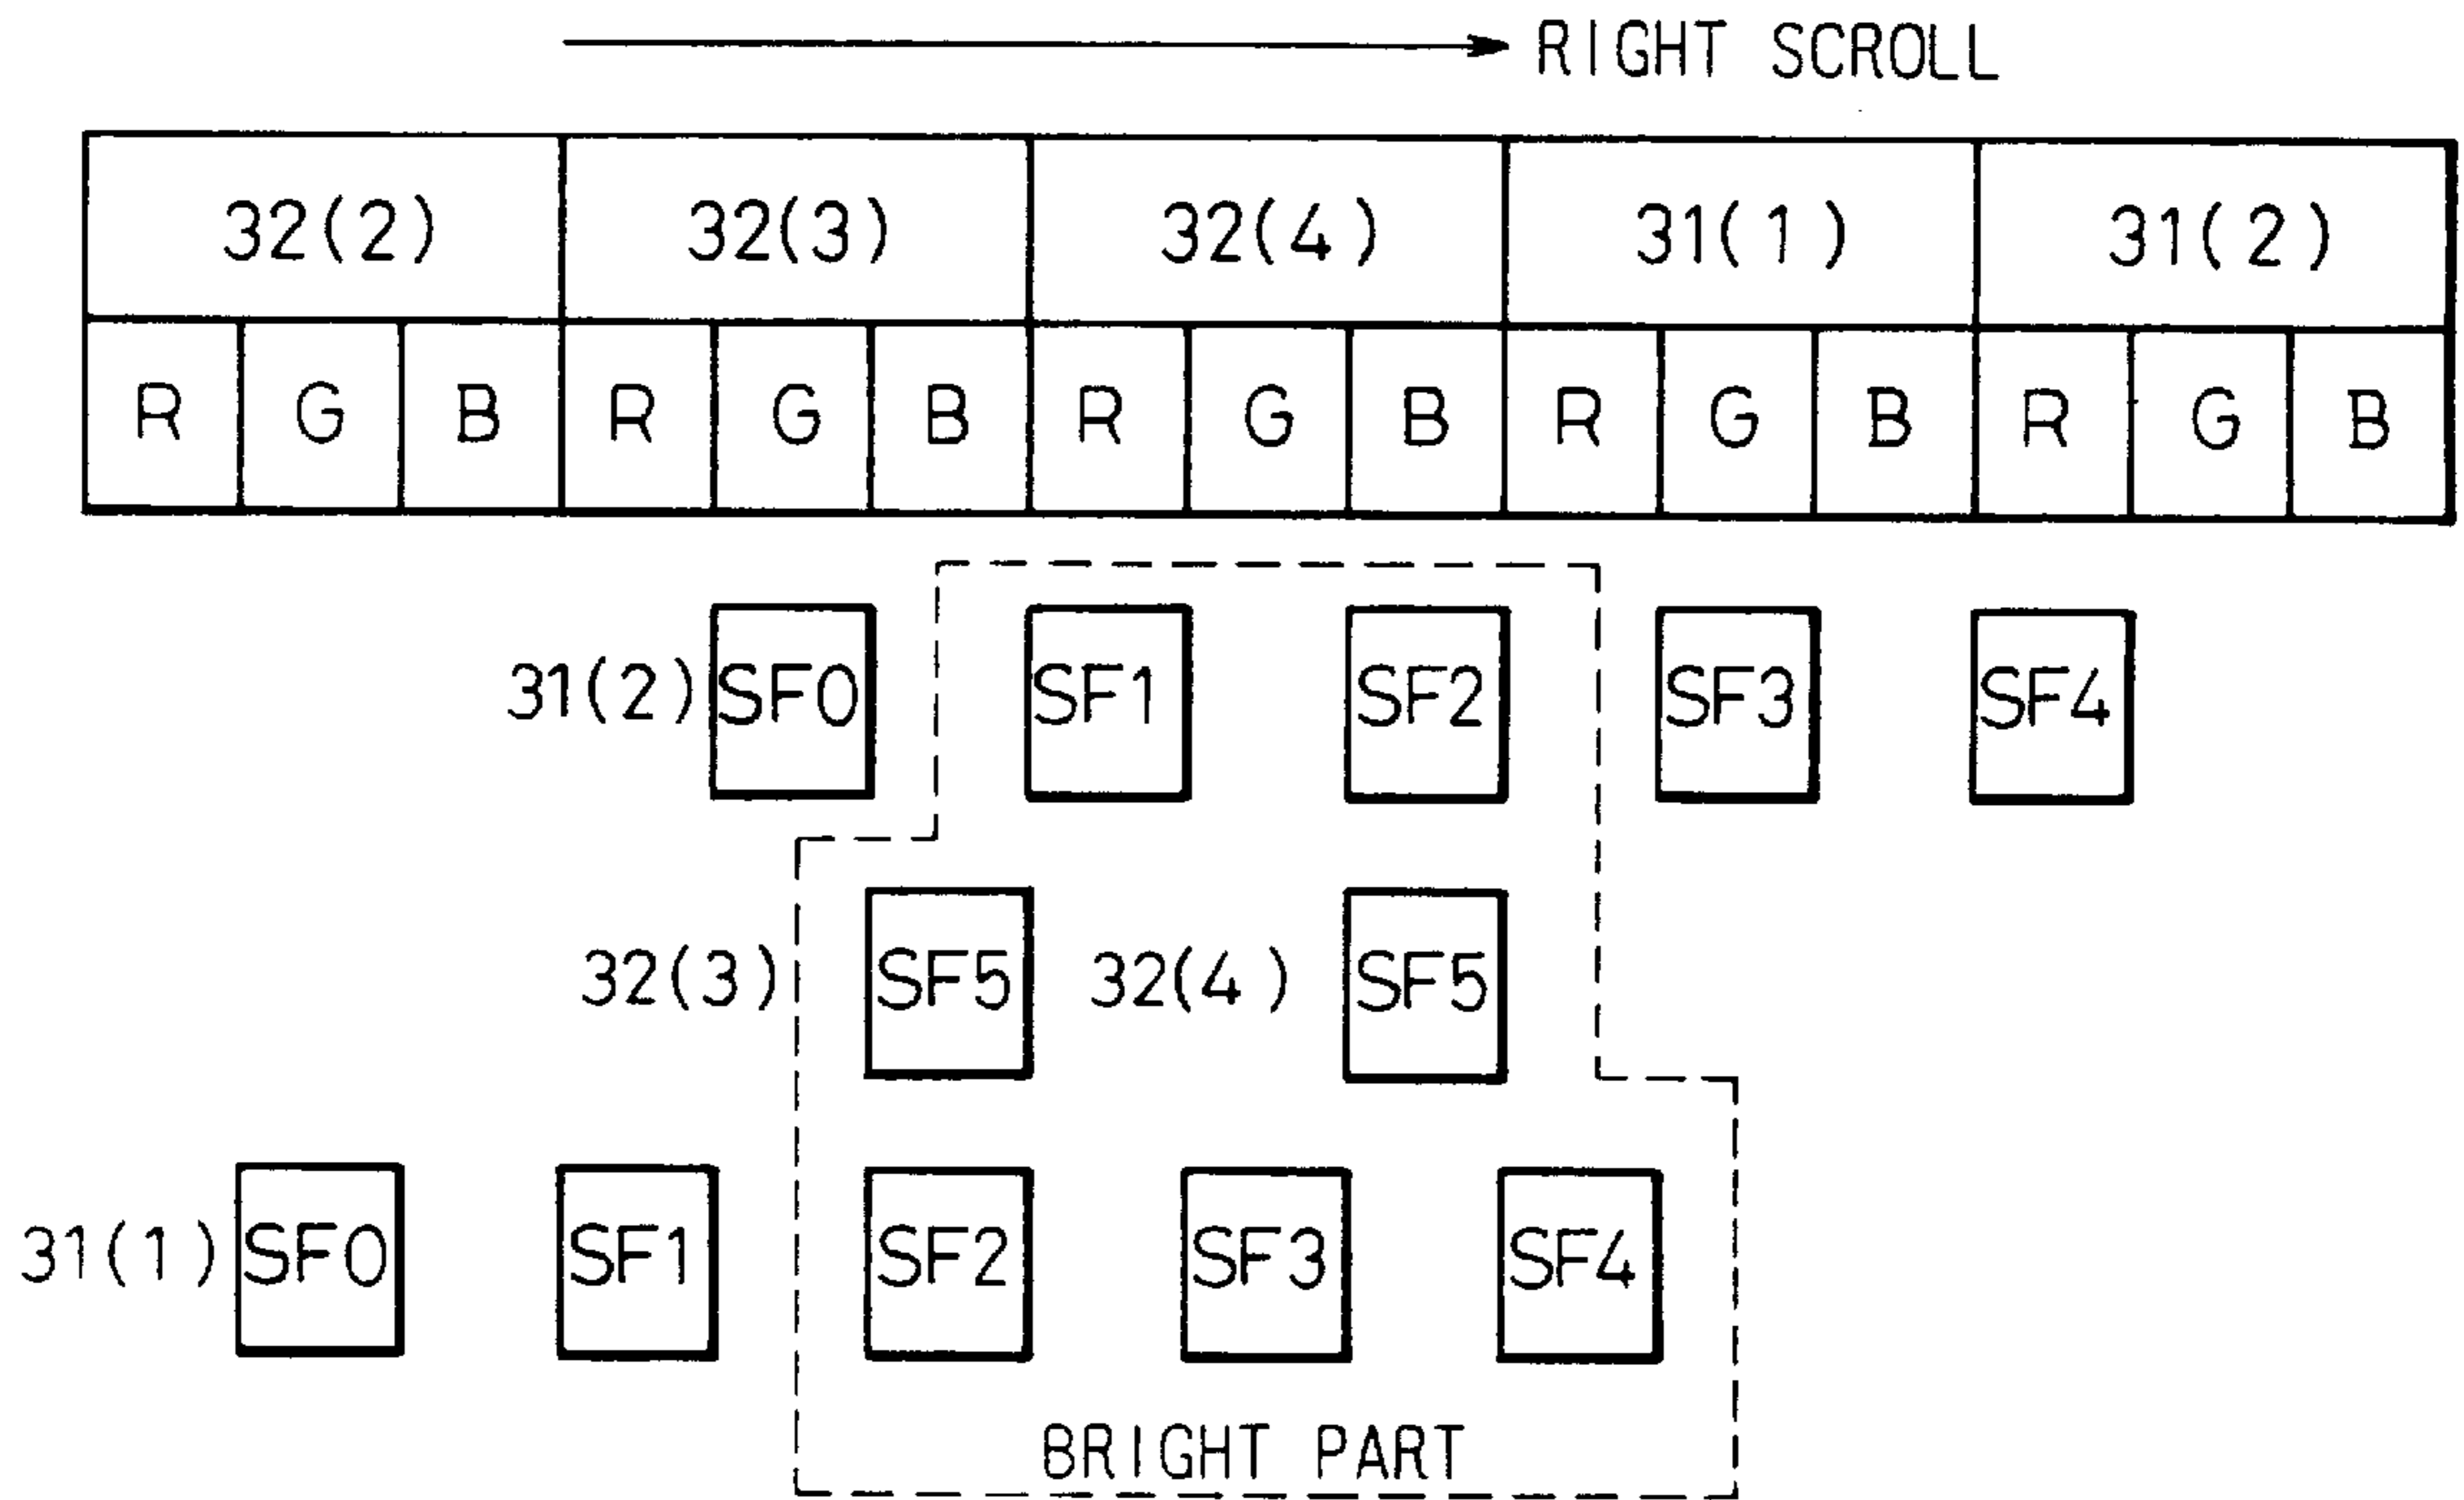 RIGHT SCROLL
32(2) 32(3) 32(4) 31(1) 31(2)
R G B R G B R G B R G B R G B
31(2) SF0 SF1 SF2 SF3 SF4
32(3) SF5 32(4) SF5
31(1) SF0 SF1 SF2 SF3 SF4
BRIGHT PART